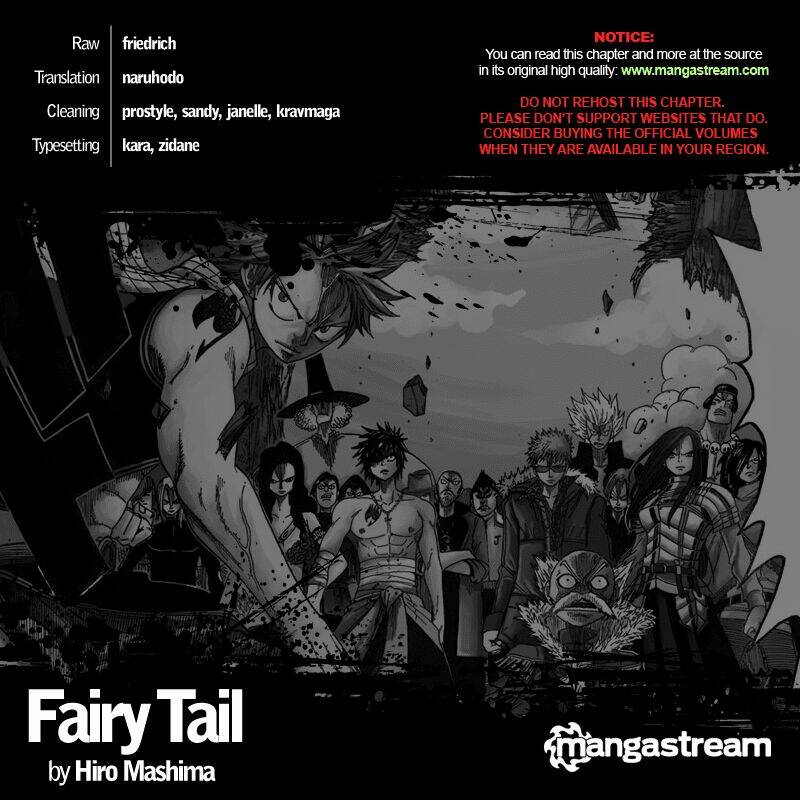 Raw friedrich
Translation naruhodo
Cleaning prostyle, sandy, janelle, kravmaga
Typesetting kara, zidane
NOTICE:
You can read this chapter and more at the source
in its original high quality: www.mangastream.com
DO NOT REHOST THIS CHAPTER.
PLEASE DON'T SUPPORT WEBSITES THAT DO.
CONSIDER BUYING THE OFFICIAL VOLUMES
WHEN THEY ARE AVAILABLE IN YOUR REGION.
Fairy Tail
by Hiro Mashima
mangastream